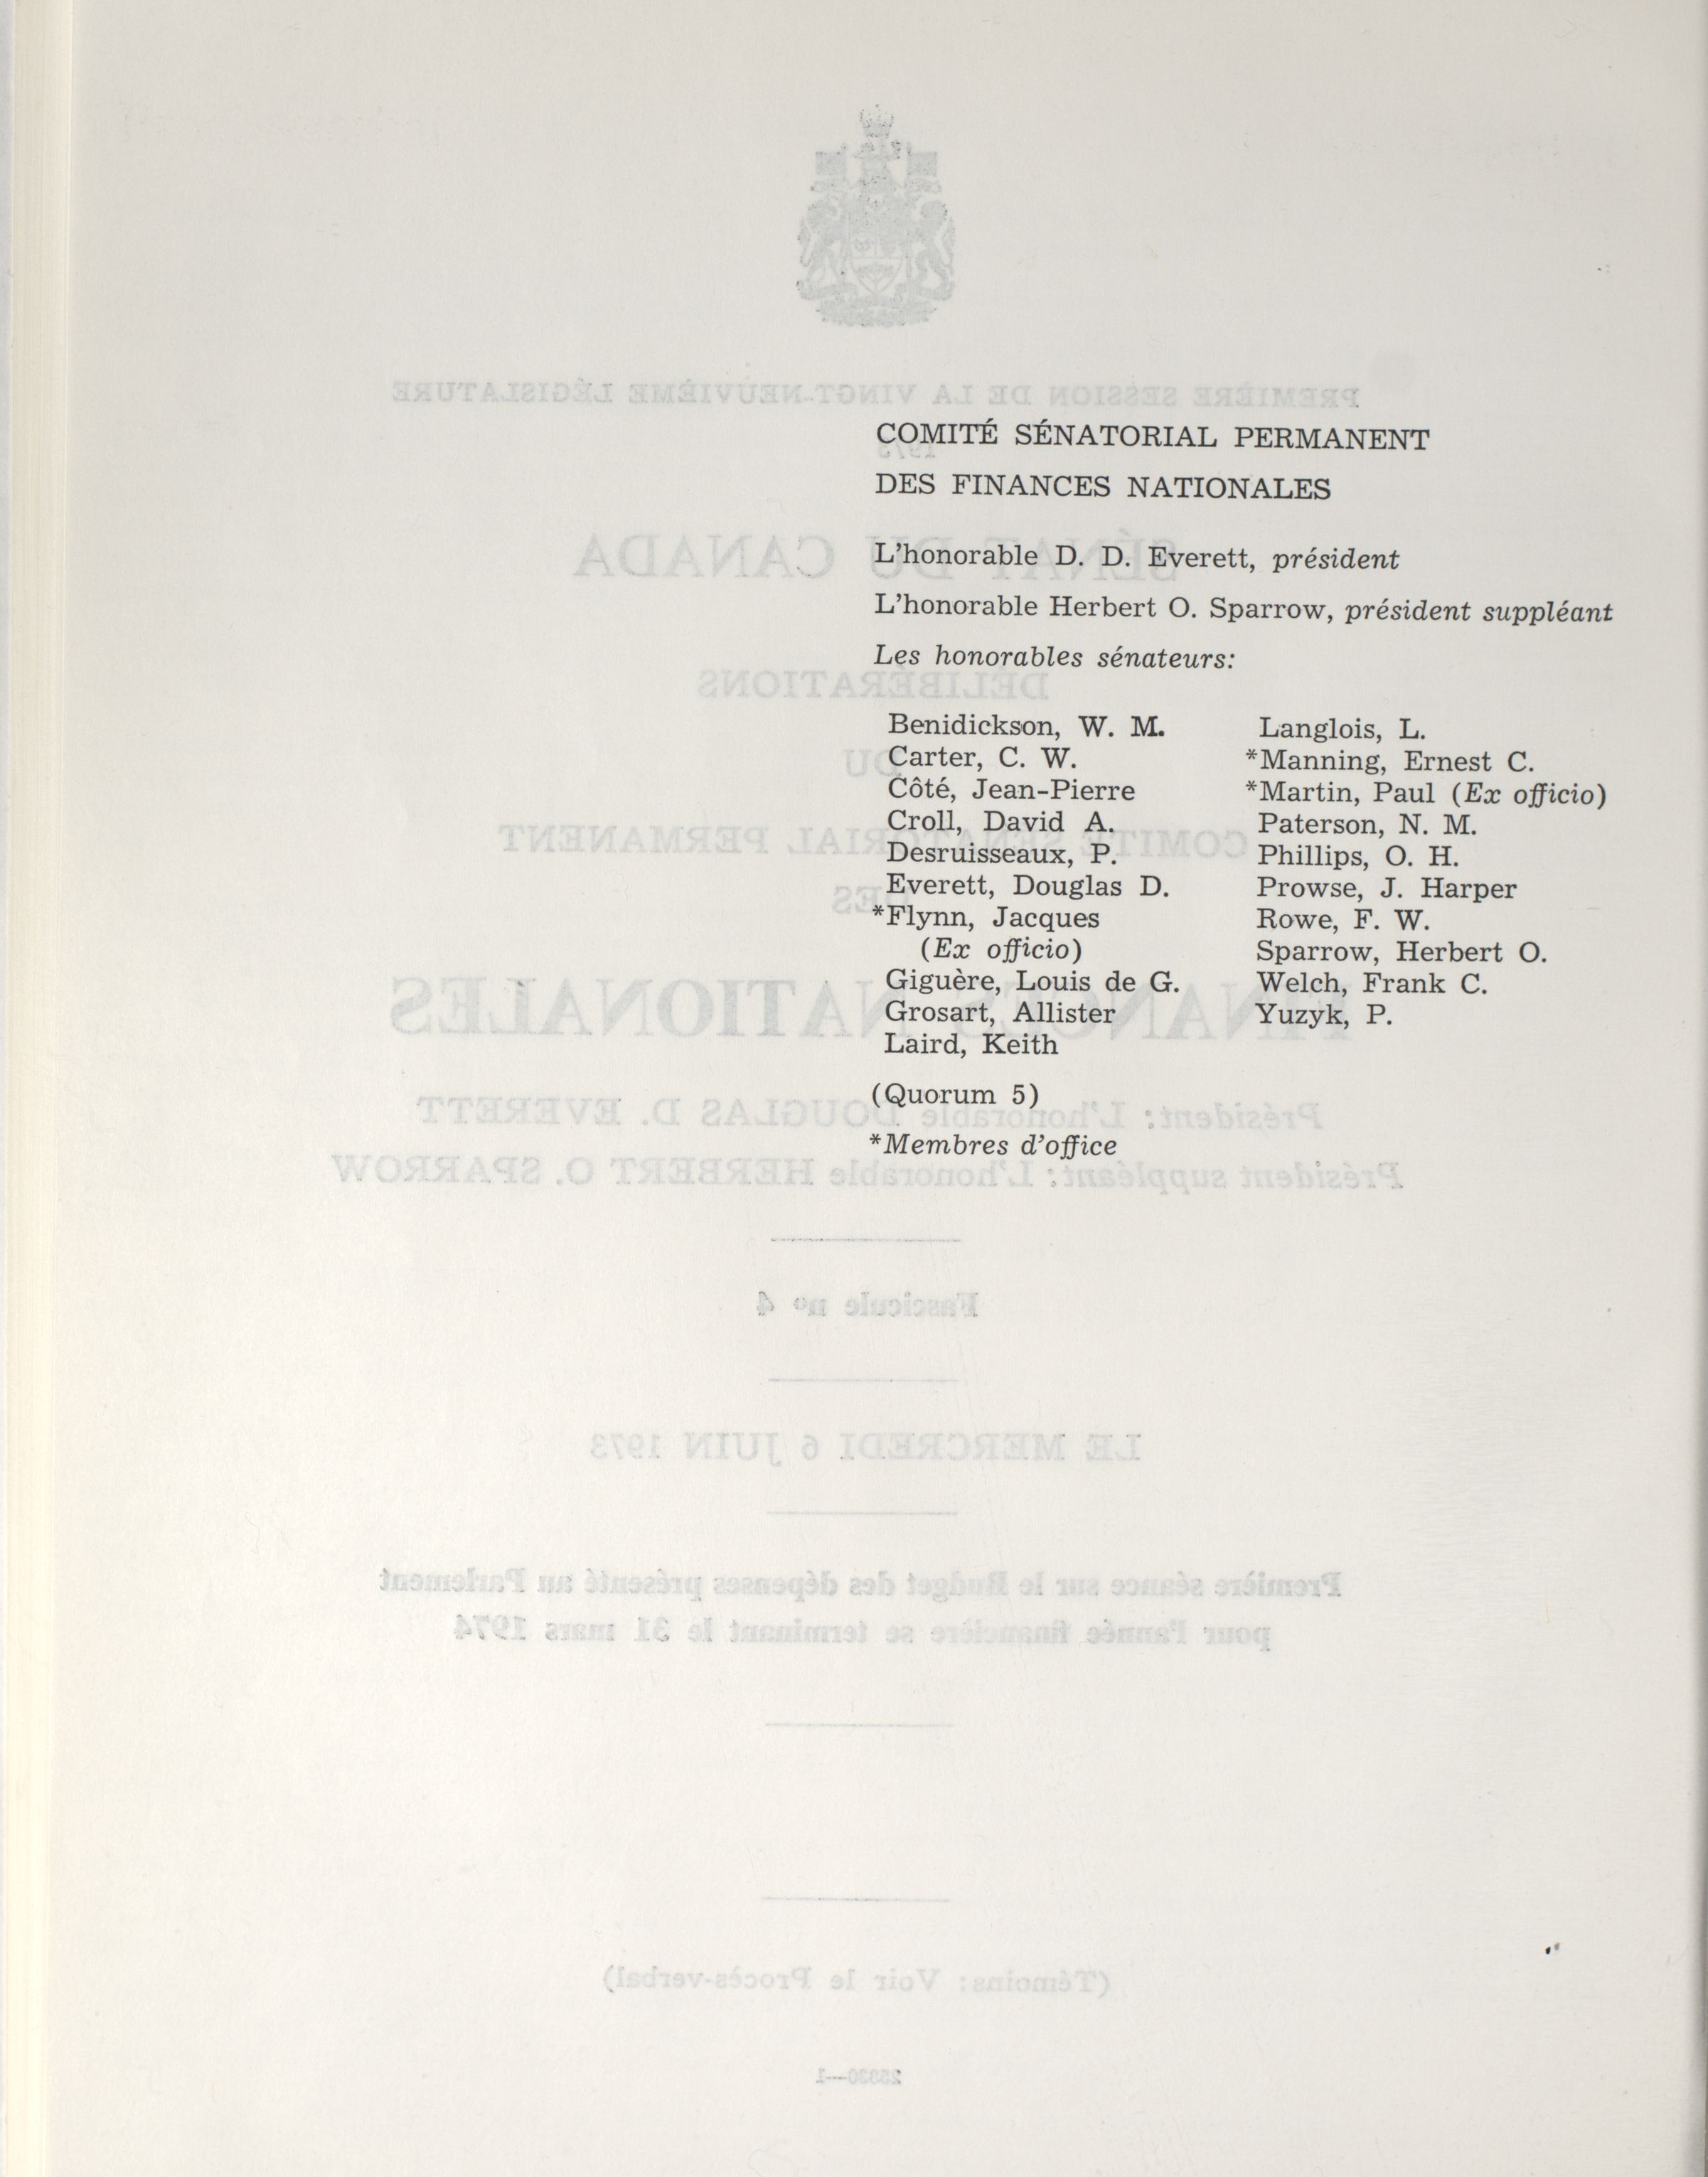 COMITÉ SÉNATORIAL PERMANENT
DES FINANCES NATIONALES
L'honorable D. D. Everett, président
L'honorable Herbert O. Sparrow, président suppléant
Les honorables sénateurs:
Benidickson, W. M.
Carter, C. W.
Côté, Jean-Pierre
Croll, David A.
Desruisseaux, P.
Everett, Douglas D.
*Flynn, Jacques
(Ex officio)
Giguère, Louis de G.
Grosart, Allister
Laird, Keith
Langlois, L.
*Manning, Ernest C.
*Martin, Paul (Ex officio)
Paterson, N. M.
Phillips, O. H.
Prowse, J. Harper
Rowe, F. W.
Sparrow, Herbert O.
Welch, Frank C.
Yuzyk, P.
(Quorum 5)
*Membres d'office